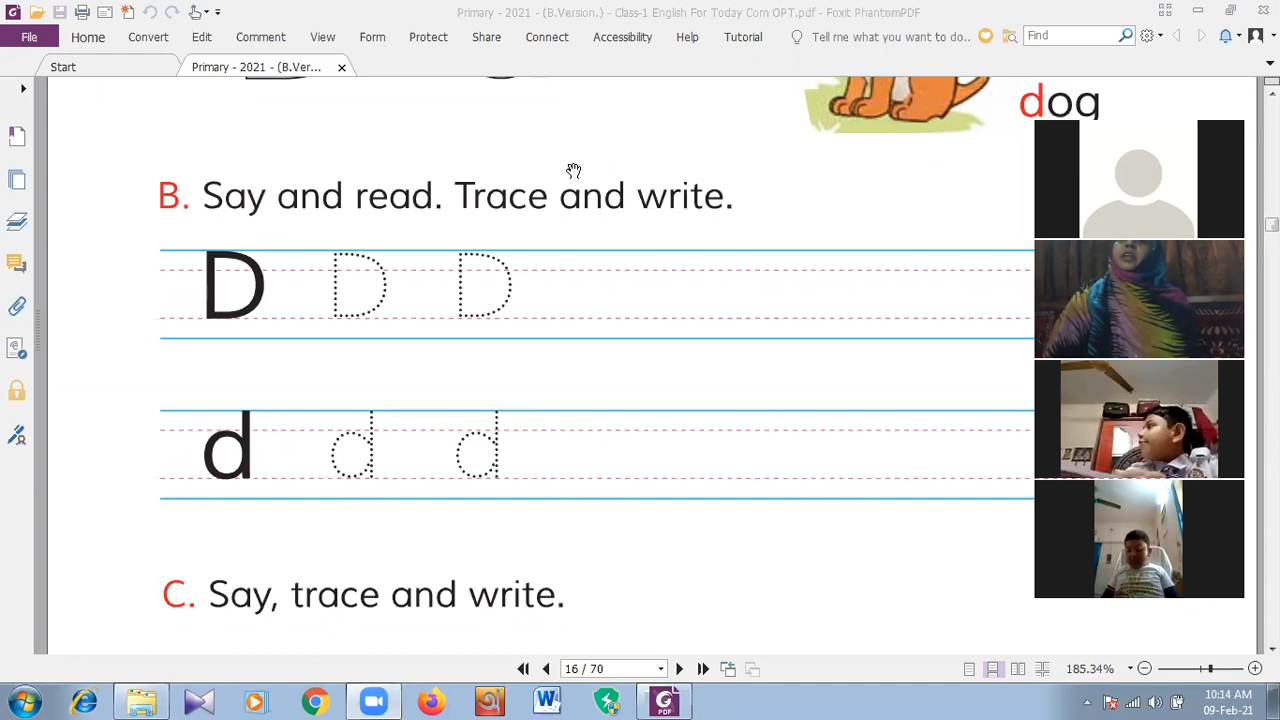 Primary - 2021 - (B.Version.) - Class-1 English For Today Com OPT.pdf - Foxit PhantomPDF
File Home Convert Edit Organize Comment View Form Protect Share Connect Accessibility Help Tutorial Tell me what you want to do.. Find
Start Primary - 2021 - (B.Ver...
dog
B. Say and read. Trace and write.
D D D
d d d
C. Say, trace and write.
16 / 70 185.34%
PDF
10:14 AM
09-Feb-21